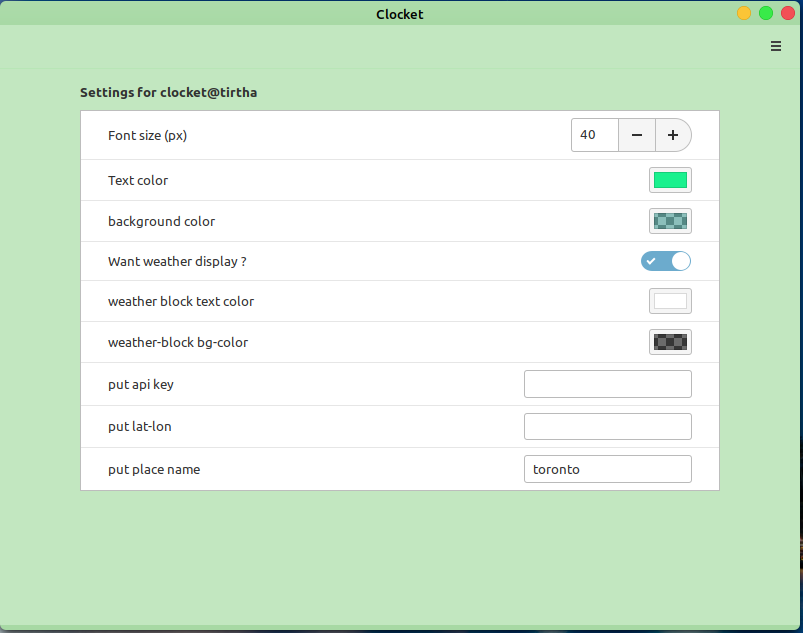 Clocket
Settings for clocket@tirtha
Font size (px)
40
Text color
background color
Want weather display ?
weather block text color
weather-block bg-color
put api key
put lat-lon
put place name
toronto